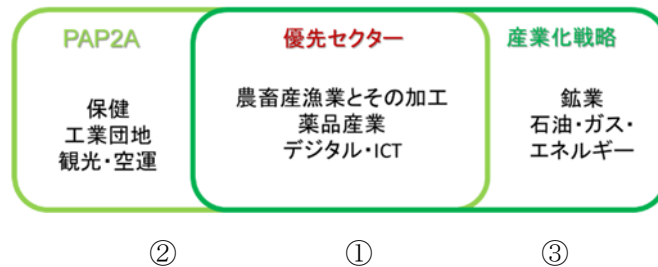 PAP2A
保健
工業団地
観光・空運
優先セクター
農畜産漁業とその加工
薬品産業
デジタル・ICT
産業化戦略
鉱業
石油・ガス・
エネルギー
②
①
③